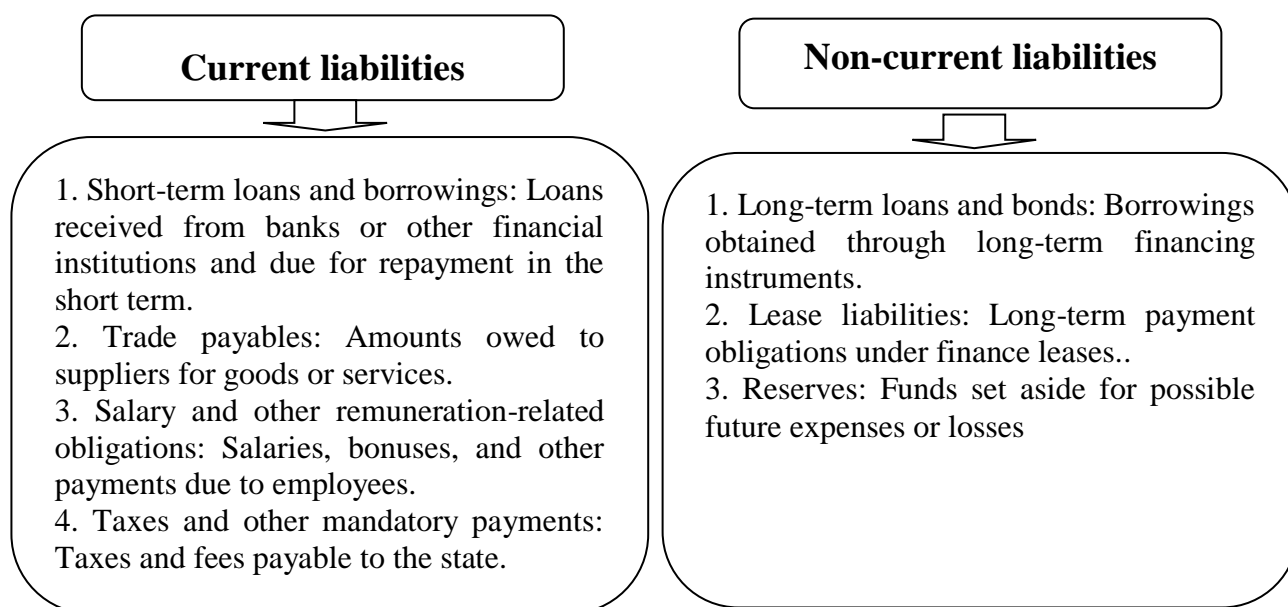 Current liabilities
1. Short-term loans and borrowings: Loans
received from banks or other financial
institutions and due for repayment in the
short term.
2. Trade payables: Amounts owed to
suppliers for goods or services.
3. Salary and other remuneration-related
obligations: Salaries, bonuses, and other
payments due to employees.
4. Taxes and other mandatory payments:
Taxes and fees payable to the state.
Non-current liabilities
1. Long-term loans and bonds: Borrowings
obtained through long-term financing
instruments.
2. Lease liabilities: Long-term payment
obligations under finance leases..
3. Reserves: Funds set aside for possible
future expenses or losses